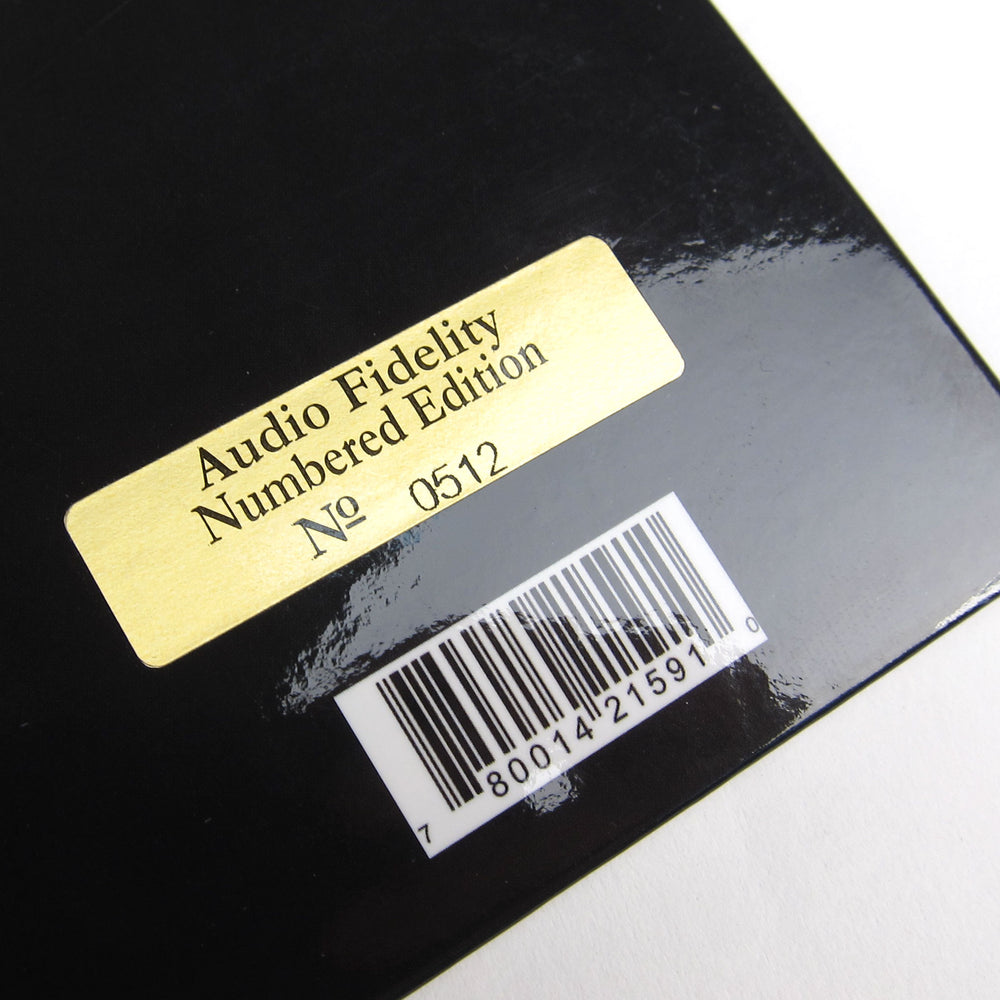 Audio Fidelity
Numbered Edition
№ 0512
7 80014 21591 0